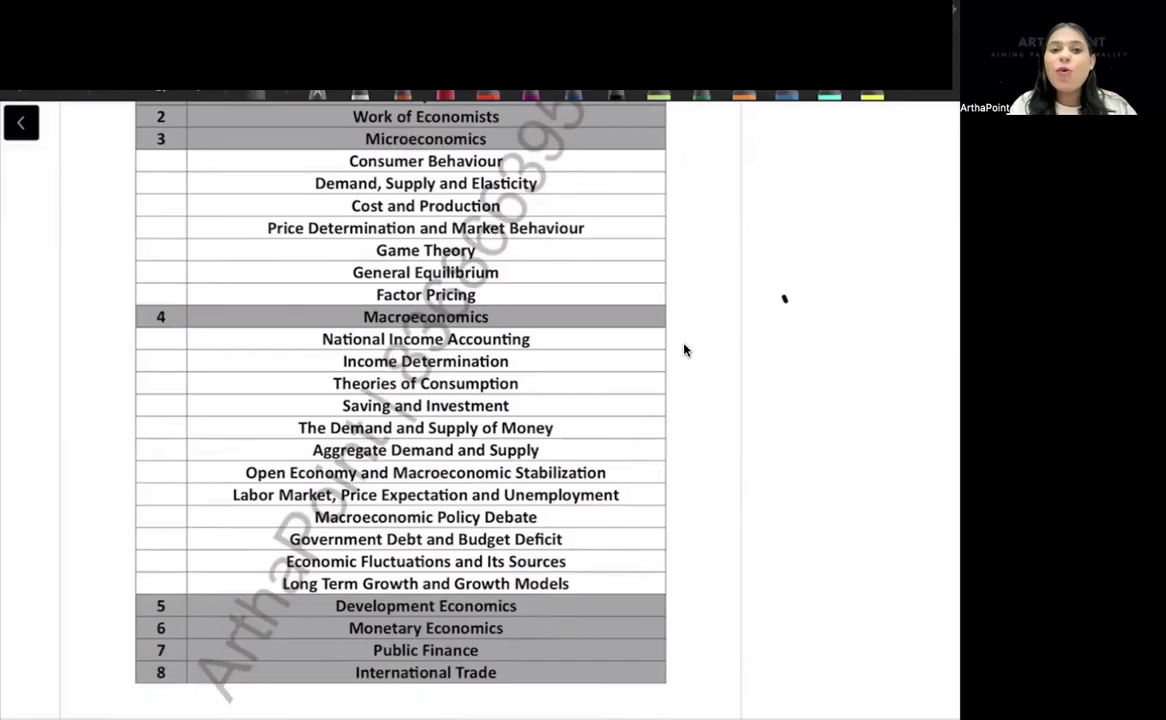 ARTHAPOINT
AIMING
ArthaPoint
2 Work of Economists
3 Microeconomics
Consumer Behaviour
Demand, Supply and Elasticity
Cost and Production
Price Determination and Market Behaviour
Game Theory
General Equilibrium
Factor Pricing
4 Macroeconomics
National Income Accounting
Income Determination
Theories of Consumption
Saving and Investment
The Demand and Supply of Money
Aggregate Demand and Supply
Open Economy and Macroeconomic Stabilization
Labor Market, Price Expectation and Unemployment
Macroeconomic Policy Debate
Government Debt and Budget Deficit
Economic Fluctuations and Its Sources
Long Term Growth and Growth Models
5 Development Economics
6 Monetary Economics
7 Public Finance
8 International Trade
ArthaPoint |